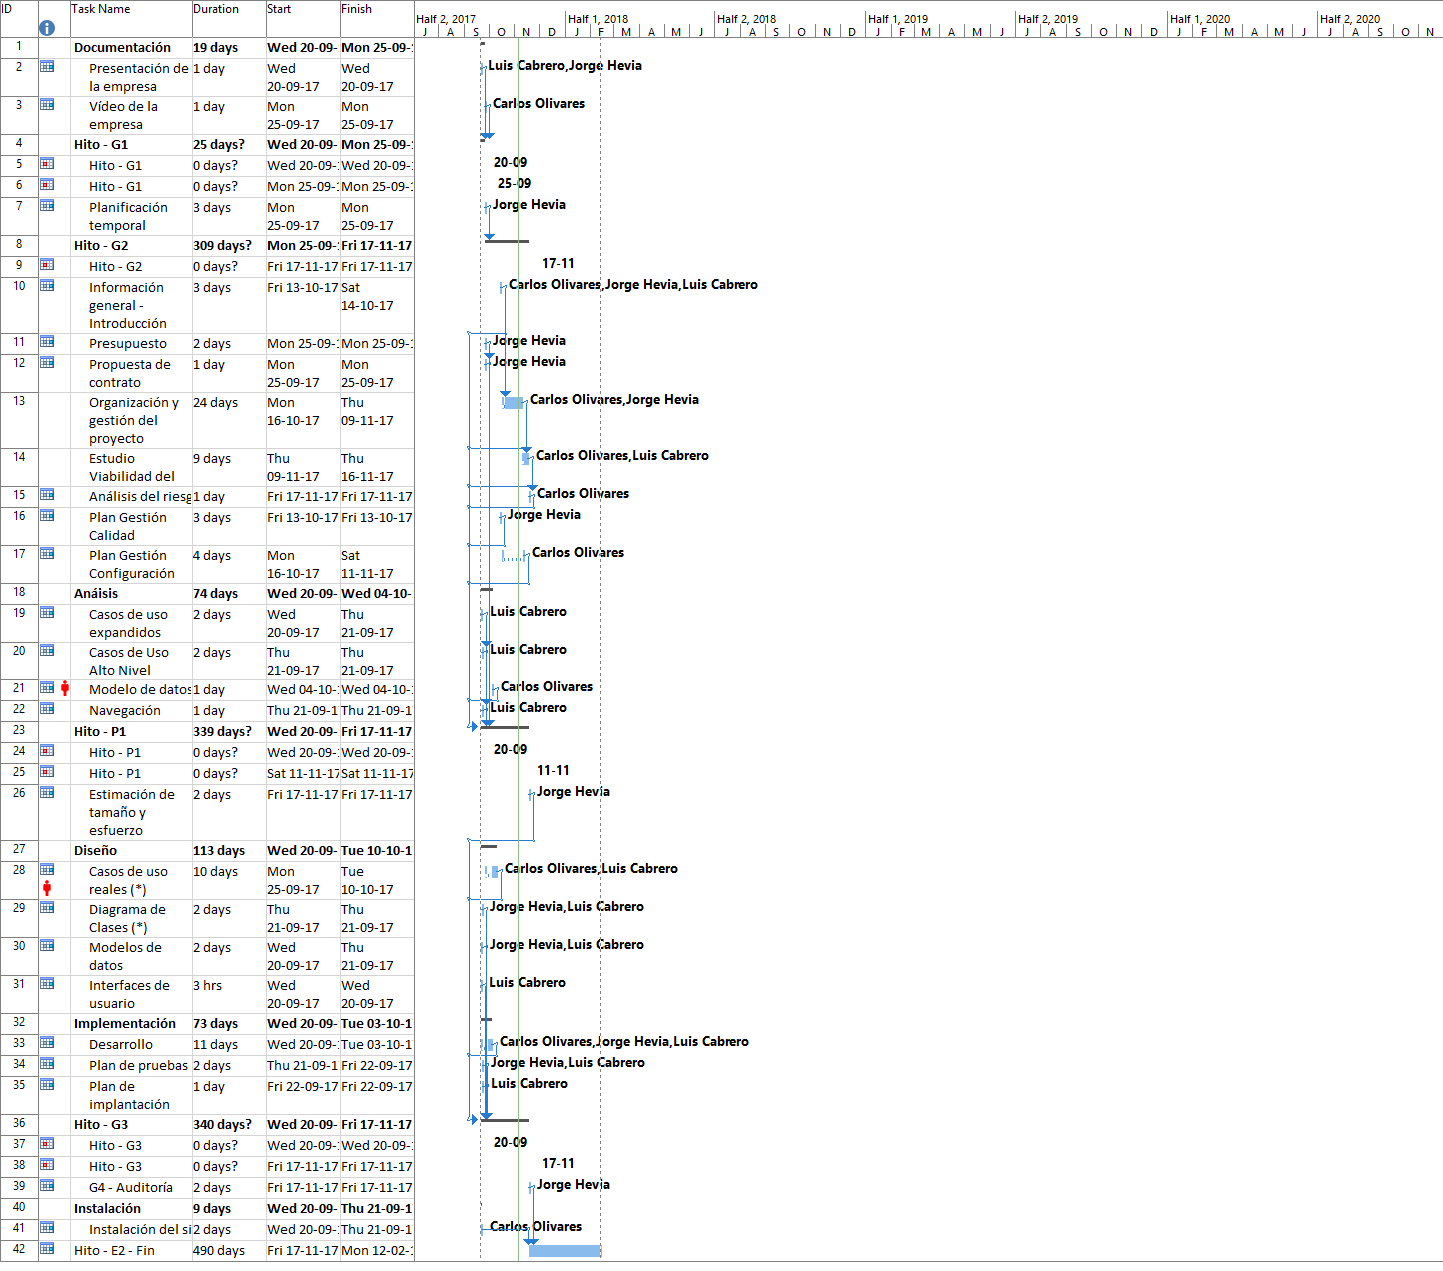 ID Task Name Duration Start Finish
Half 2, 2017 Half 1, 2018 Half 2, 2018 Half 1, 2019 Half 2, 2019 Half 1, 2020 Half 2, 2020
J A S O N D J F M A M J J A S O N D J F M A M J J A S O N D J F M A M J J A S O N
1 Documentación 19 days Wed 20-09- Mon 25-09-
2 Presentación de 1 day Wed Wed Luis Cabrero,Jorge Hevia
la empresa 20-09-17 20-09-17
3 Vídeo de la 1 day Mon Mon Carlos Olivares
empresa 25-09-17 25-09-17
4 Hito - G1 25 days? Wed 20-09- Mon 25-09-
5 Hito - G1 0 days? Wed 20-09- Wed 20-09- 20-09
6 Hito - G1 0 days? Mon 25-09-1 Mon 25-09- 25-09
7 Planificación 3 days Mon Mon Jorge Hevia
temporal 25-09-17 25-09-17
8 Hito - G2 309 days? Mon 25-09- Fri 17-11-17
9 Hito - G2 0 days? Fri 17-11-17 Fri 17-11-17 17-11
10 Información 3 days Fri 13-10-17 Sat Carlos Olivares,Jorge Hevia,Luis Cabrero
general - 14-10-17
Introducción
11 Presupuesto 2 days Mon 25-09-1 Mon 25-09- Jorge Hevia
12 Propuesta de 1 day Mon Mon Jorge Hevia
contrato 25-09-17 25-09-17
13 Organización y 24 days Mon Thu Carlos Olivares,Jorge Hevia
gestión del 16-10-17 09-11-17
proyecto
14 Estudio 9 days Thu Thu Carlos Olivares,Luis Cabrero
Viabilidad del 09-11-17 16-11-17
15 Análisis del riesg 1 day Fri 17-11-17 Fri 17-11-17 Carlos Olivares
16 Plan Gestión 3 days Fri 13-10-17 Fri 13-10-17 Jorge Hevia
Calidad
17 Plan Gestión 4 days Mon Sat Carlos Olivares
Configuración 16-10-17 11-11-17
18 Anáisis 74 days Wed 20-09- Wed 04-10-
19 Casos de uso 2 days Wed Thu Luis Cabrero
expandidos 20-09-17 21-09-17
20 Casos de Uso 2 days Thu Thu Luis Cabrero
Alto Nivel 21-09-17 21-09-17
21 Modelo de datos 1 day Wed 04-10- Wed 04-10- Carlos Olivares
22 Navegación 1 day Thu 21-09-1 Thu 21-09-1 Luis Cabrero
23 Hito - P1 339 days? Wed 20-09- Fri 17-11-17
24 Hito - P1 0 days? Wed 20-09- Wed 20-09- 20-09
25 Hito - P1 0 days? Sat 11-11-17 Sat 11-11-17 11-11
26 Estimación de 2 days Fri 17-11-17 Fri 17-11-17 Jorge Hevia
tamaño y
esfuerzo
27 Diseño 113 days Wed 20-09- Tue 10-10-1
28 Casos de uso 10 days Mon Tue Carlos Olivares,Luis Cabrero
reales (*) 25-09-17 10-10-17
29 Diagrama de 2 days Thu Thu Jorge Hevia,Luis Cabrero
Clases (*) 21-09-17 21-09-17
30 Modelos de 2 days Wed Thu Jorge Hevia,Luis Cabrero
datos 20-09-17 21-09-17
31 Interfaces de 3 hrs Wed Wed Luis Cabrero
usuario 20-09-17 20-09-17
32 Implementación 73 days Wed 20-09- Tue 03-10-1
33 Desarrollo 11 days Wed 20-09- Tue 03-10-1 Carlos Olivares,Jorge Hevia,Luis Cabrero
34 Plan de pruebas 2 days Thu 21-09-1 Fri 22-09-17 Jorge Hevia,Luis Cabrero
35 Plan de 1 day Fri 22-09-17 Fri 22-09-17 Luis Cabrero
implantación
36 Hito - G3 340 days? Wed 20-09- Fri 17-11-17
37 Hito - G3 0 days? Wed 20-09- Wed 20-09- 20-09
38 Hito - G3 0 days? Fri 17-11-17 Fri 17-11-17 17-11
39 G4 - Auditoría 2 days Fri 17-11-17 Fri 17-11-17 Jorge Hevia
40 Instalación 9 days Wed 20-09- Thu 21-09-1
41 Instalación del si 2 days Wed 20-09- Thu 21-09-1 Carlos Olivares
42 Hito - E2 - Fin 490 days Fri 17-11-17 Mon 12-02-